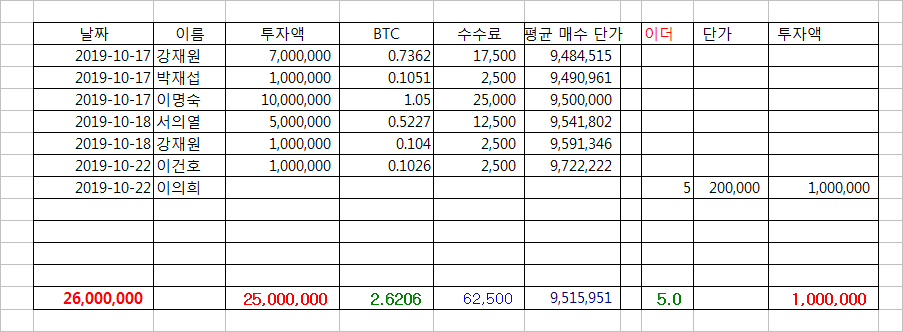 날짜 이름 투자액 BTC 수수료 평균 매수 단가 이더 단가 투자액
2019-10-17 강재원 7,000,000 0.7362 17,500 9,484,515
2019-10-17 박재섭 1,000,000 0.1051 2,500 9,490,961
2019-10-17 이명숙 10,000,000 1.05 25,000 9,500,000
2019-10-18 서의열 5,000,000 0.5227 12,500 9,541,802
2019-10-18 강재원 1,000,000 0.104 2,500 9,591,346
2019-10-22 이건호 1,000,000 0.1026 2,500 9,722,222
2019-10-22 이의희 5 200,000 1,000,000
26,000,000 25,000,000 2.6206 62,500 9,515,951 5.0 1,000,000